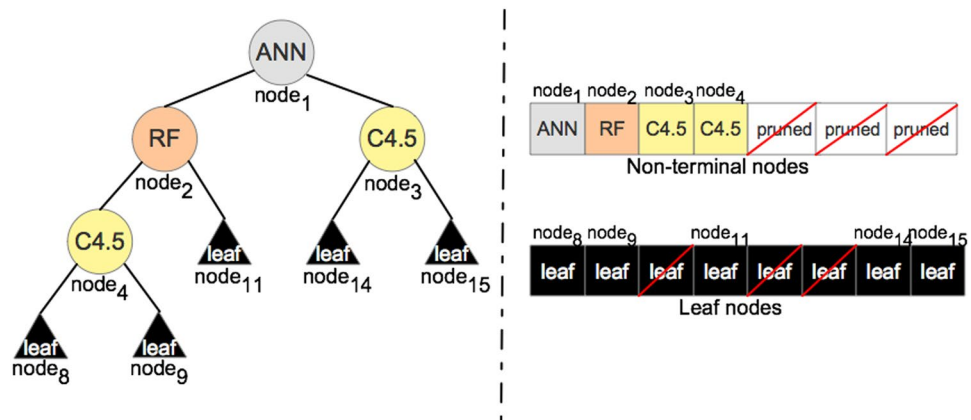 ANN
node1
RF
node2
C4.5
node3
C4.5
node4
leaf
node11
leaf
node14
leaf
node15
leaf
node8
leaf
node9
node1 node2 node3 node4
ANN RF C4.5 C4.5 pruned pruned pruned
Non-terminal nodes
node8 node9 node11 node14 node15
leaf leaf leaf leaf leaf leaf leaf leaf
Leaf nodes